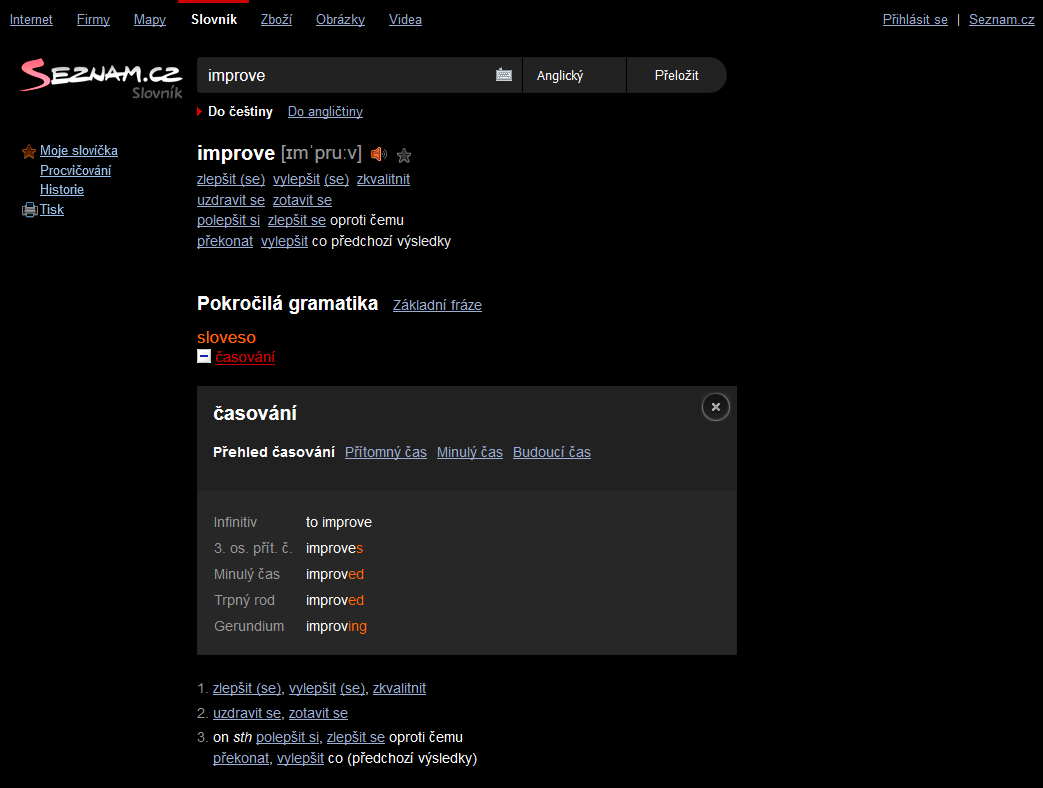 Internet Firmy Mapy Slovník Zboží Obrázky Videa Přihlásit se | Seznam.cz
SEZNAM.CZ
Slovník
improve Anglický Přeložit
Do češtiny Do angličtiny
Moje slovíčka
Procvičování
Historie
Tisk
improve [ɪmˈpruːv]
zlepšit (se) vylepšit (se) zkvalitnit
uzdravit se zotavit se
polepšit si zlepšit se oproti čemu
překonat vylepšit co předchozí výsledky
Pokročilá gramatika Základní fráze
sloveso
časování
časování
Přehled časování Přítomný čas Minulý čas Budoucí čas
Infinitiv to improve
3. os. přít. č. improves
Minulý čas improved
Trpný rod improved
Gerundium improving
1. zlepšit (se), vylepšit (se), zkvalitnit
2. uzdravit se, zotavit se
3. on sth polepšit si, zlepšit se oproti čemu
překonat, vylepšit co (předchozí výsledky)